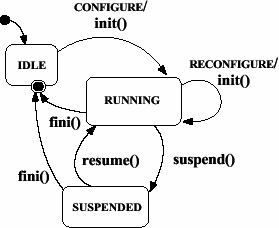 CONFIGURE/
init()
IDLE
RECONFIGURE/
init()
RUNNING
fini()
resume()
suspend()
fini()
SUSPENDED